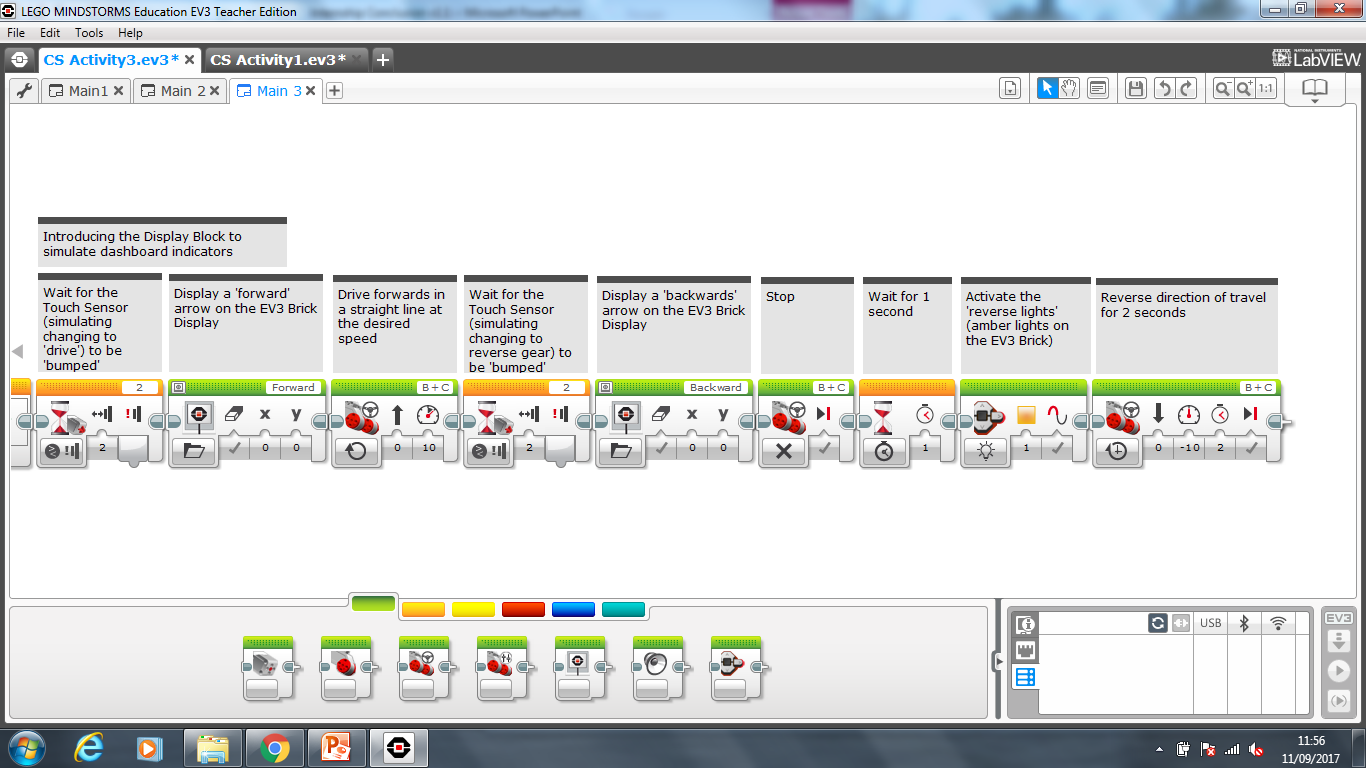 LEGO MINDSTORMS Education EV3 Teacher Edition
File Edit Tools Help
CS Activity3.ev3* CS Activity1.ev3*
NATIONAL INSTRUMENTS
LabVIEW
Main1 Main 2 Main 3
1:1
Introducing the Display Block to
simulate dashboard indicators
Wait for the
Touch Sensor
(simulating
changing to
'drive') to be
'bumped'
Display a 'forward'
arrow on the EV3 Brick
Display
Drive forwards in
a straight line at
the desired
speed
Wait for the
Touch Sensor
(simulating
changing to
reverse gear) to
be 'bumped'
Display a 'backwards'
arrow on the EV3 Brick
Display
Stop
Wait for 1
second
Activate the
'reverse lights'
(amber lights on
the EV3 Brick)
Reverse direction of travel
for 2 seconds
2 Forward B+C 2 Backward B+C B+C
x y x y
2 0 0 0 10 2 0 0 1 1 0 -10 2
USB
EV3
11:56
11/09/2017